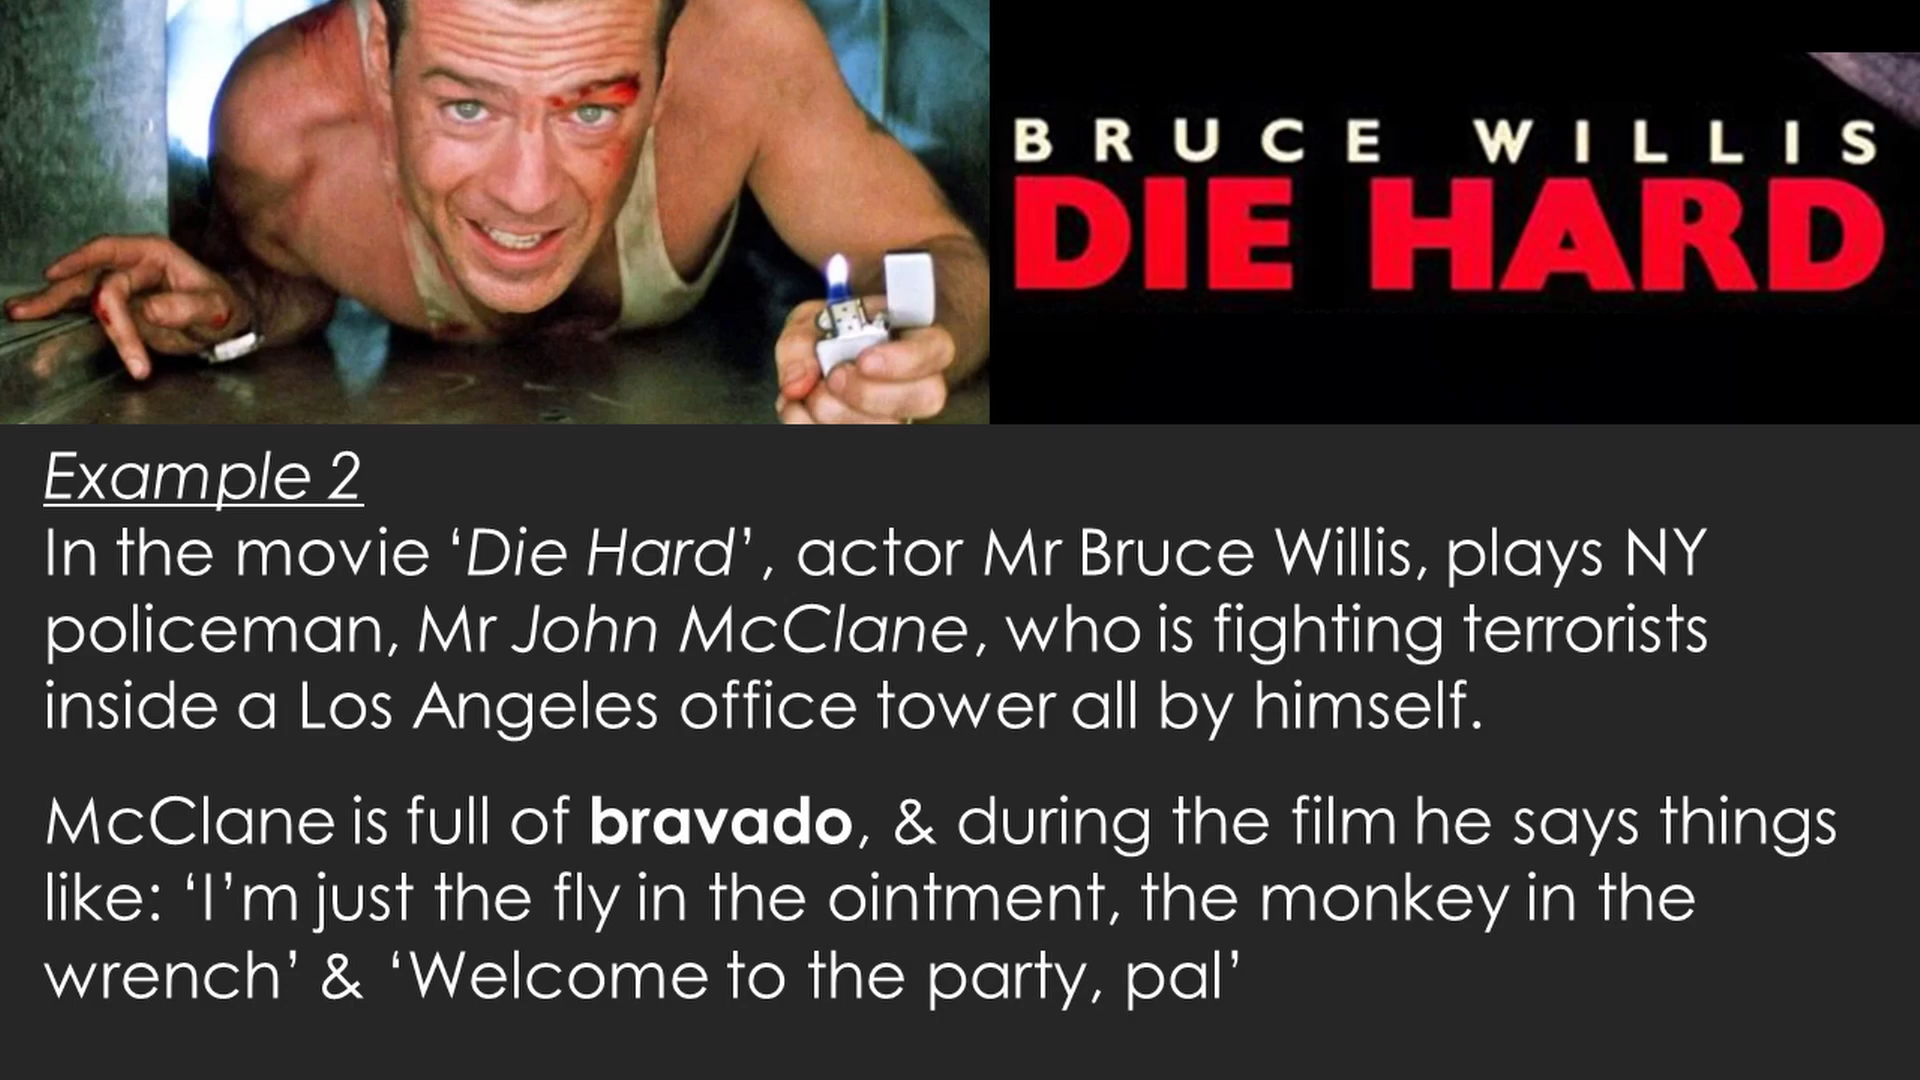 BRUCE WILLIS
DIE HARD
Example 2
In the movie ‘Die Hard’, actor Mr Bruce Willis, plays NY
policeman, Mr John McClane, who is fighting terrorists
inside a Los Angeles office tower all by himself.
McClane is full of bravado, & during the film he says things
like: ‘I’m just the fly in the ointment, the monkey in the
wrench’ & ‘Welcome to the party, pal’